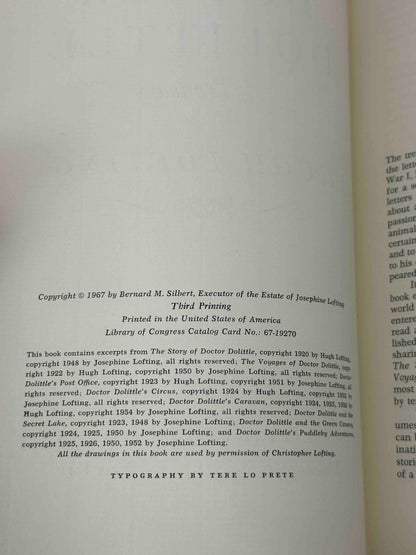 Copyright © 1967 by Bernard M. Silbert, Executor of the Estate of Josephine Lofting
Third Printing
Printed in the United States of America
Library of Congress Catalog Card No.: 67-19270
This book contains excerpts from The Story of Doctor Dolittle, copyright 1920 by Hugh Lofting,
copyright 1948 by Josephine Lofting, all rights reserved; The Voyages of Doctor Dolittle, copy-
right 1922 by Hugh Lofting, copyright 1950 by Josephine Lofting, all rights reserved; Doctor
Dolittle's Post Office, copyright 1923 by Hugh Lofting, copyright 1951 by Josephine Lofting, all
rights reserved; Doctor Dolittle's Circus, copyright 1924 by Hugh Lofting, copyright 1952 by
Josephine Lofting, all rights reserved; Doctor Dolittle's Caravan, copyright 1924, 1925, 1926 by
Hugh Lofting, copyright 1954 by Josephine Lofting, all rights reserved; Doctor Dolittle and the
Secret Lake, copyright 1923, 1948 by Josephine Lofting; Doctor Dolittle and the Green Canary,
copyright 1924, 1925, 1950 by Josephine Lofting; and Doctor Dolittle's Puddleby Adventures,
copyright 1925, 1926, 1950, 1952 by Josephine Lofting.
All the drawings in this book are used by permission of Christopher Lofting.
TYPOGRAPHY BY TERE LO PRETE
The
the lett
War I,
for a s
letters
about a
passion
animal
certain
and to
to his
peared
It
book e
world
entere
read a
lished
sharin
The S
Voyag
most
by te
umes
can b
inati
stori
of a